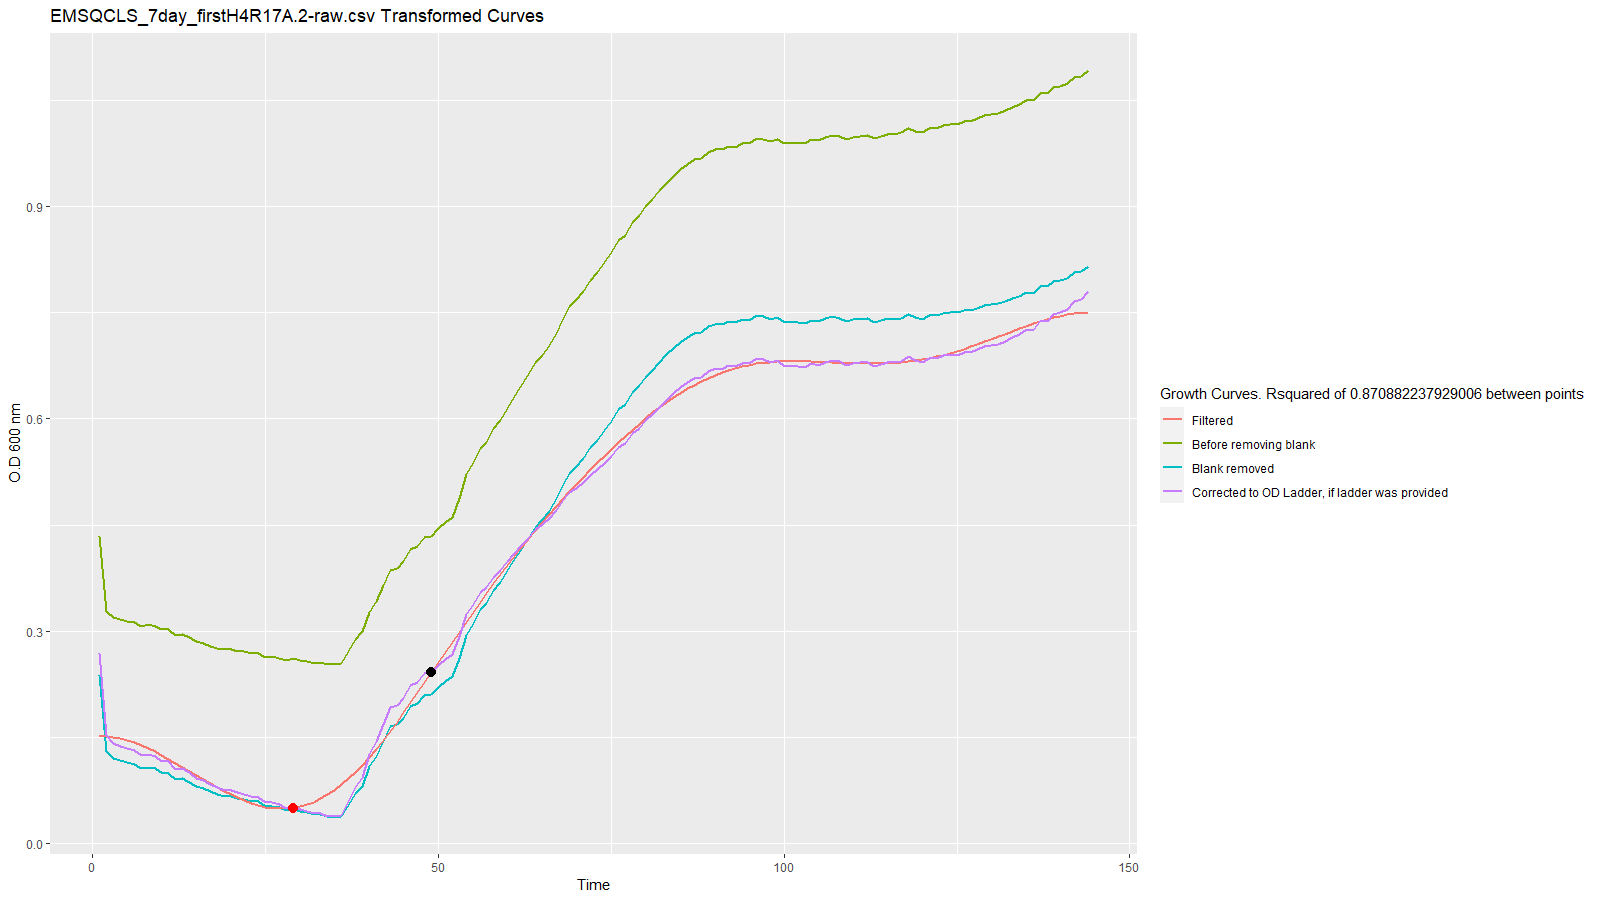 EMSQCLS_7day_firstH4R17A.2-raw.csv Transformed Curves
O.D 600 nm
0.9
0.6
0.3
0.0
0
50
100
150
Time
Growth Curves. Rsquared of 0.870882237929006 between points
Filtered
Before removing blank
Blank removed
Corrected to OD Ladder, if ladder was provided